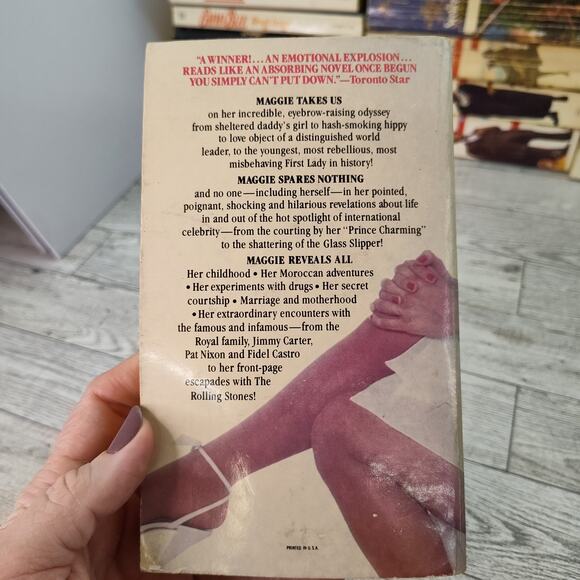 "A WINNER!...AN EMOTIONAL EXPLOSION...
READS LIKE AN ABSORBING NOVEL ONCE BEGUN
YOU SIMPLY CAN'T PUT DOWN."—Toronto Star
MAGGIE TAKES US
on her incredible, eyebrow-raising odyssey
from sheltered daddy's girl to hash-smoking hippy
to love object of a distinguished world
leader, to the youngest, most rebellious, most
misbehaving First Lady in history!
MAGGIE SPARES NOTHING
and no one—including herself—in her pointed,
poignant, shocking and hilarious revelations about life
in and out of the hot spotlight of international
celebrity—from the courting by her "Prince Charming"
to the shattering of the Glass Slipper!
MAGGIE REVEALS ALL
Her childhood • Her Moroccan adventures
• Her experiments with drugs • Her secret
courtship • Marriage and motherhood
• Her extraordinary encounters with
the famous and infamous—from the
Royal family, Jimmy Carter,
Pat Nixon and Fidel Castro
to her front-page
escapades with The
Rolling Stones!
PRINTED IN U.S.A.